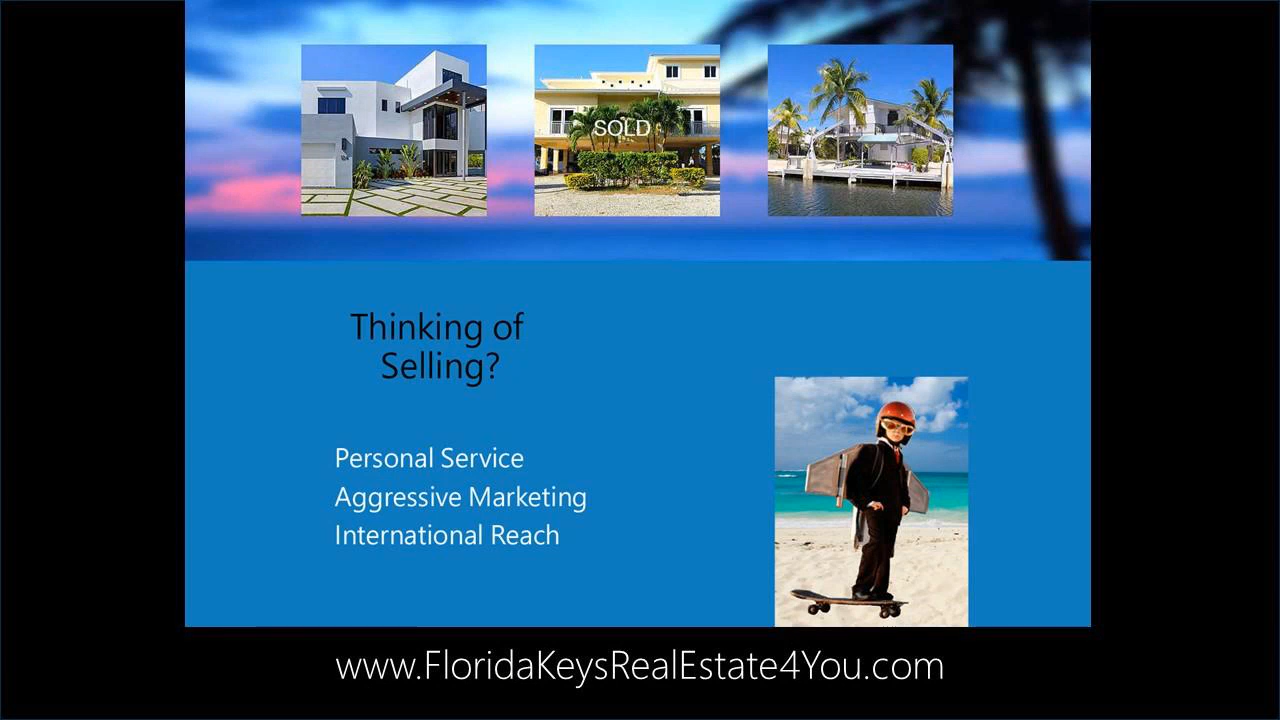 SOLD
Thinking of
Selling?
Personal Service
Aggressive Marketing
International Reach
www.FloridaKeysRealEstate4You.com